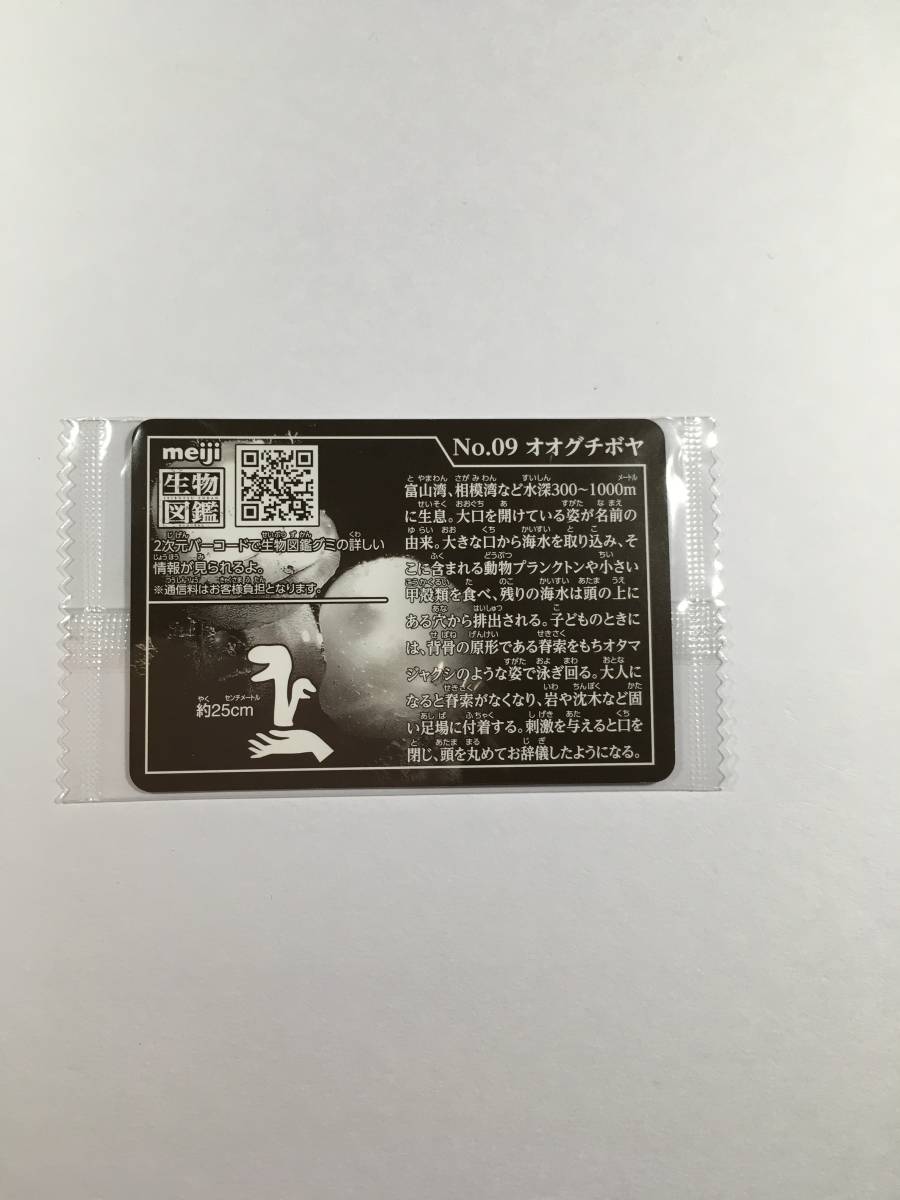 meiji
生物
図鑑
2次元バーコードで生物図鑑グミの詳しい
情報が見られるよ。
※通信料はお客様負担となります。
約25cm
No.09 オオグチボヤ
富山湾、相模湾など水深300~1000m
に生息。大口を開けている姿が名前の
由来。大きな口から海水を取り込み、そ
こに含まれる動物プランクトンや小さい
甲殻類を食べ、残りの海水は頭の上に
ある穴から排出される。子どものときに
は、背骨の原形である脊索をもちオタマ
ジャクシのような姿で泳ぎ回る。大人に
なると脊索がなくなり、岩や沈木など固
い足場に付着する。刺激を与えると口を
閉じ、頭を丸めてお辞儀したようになる。